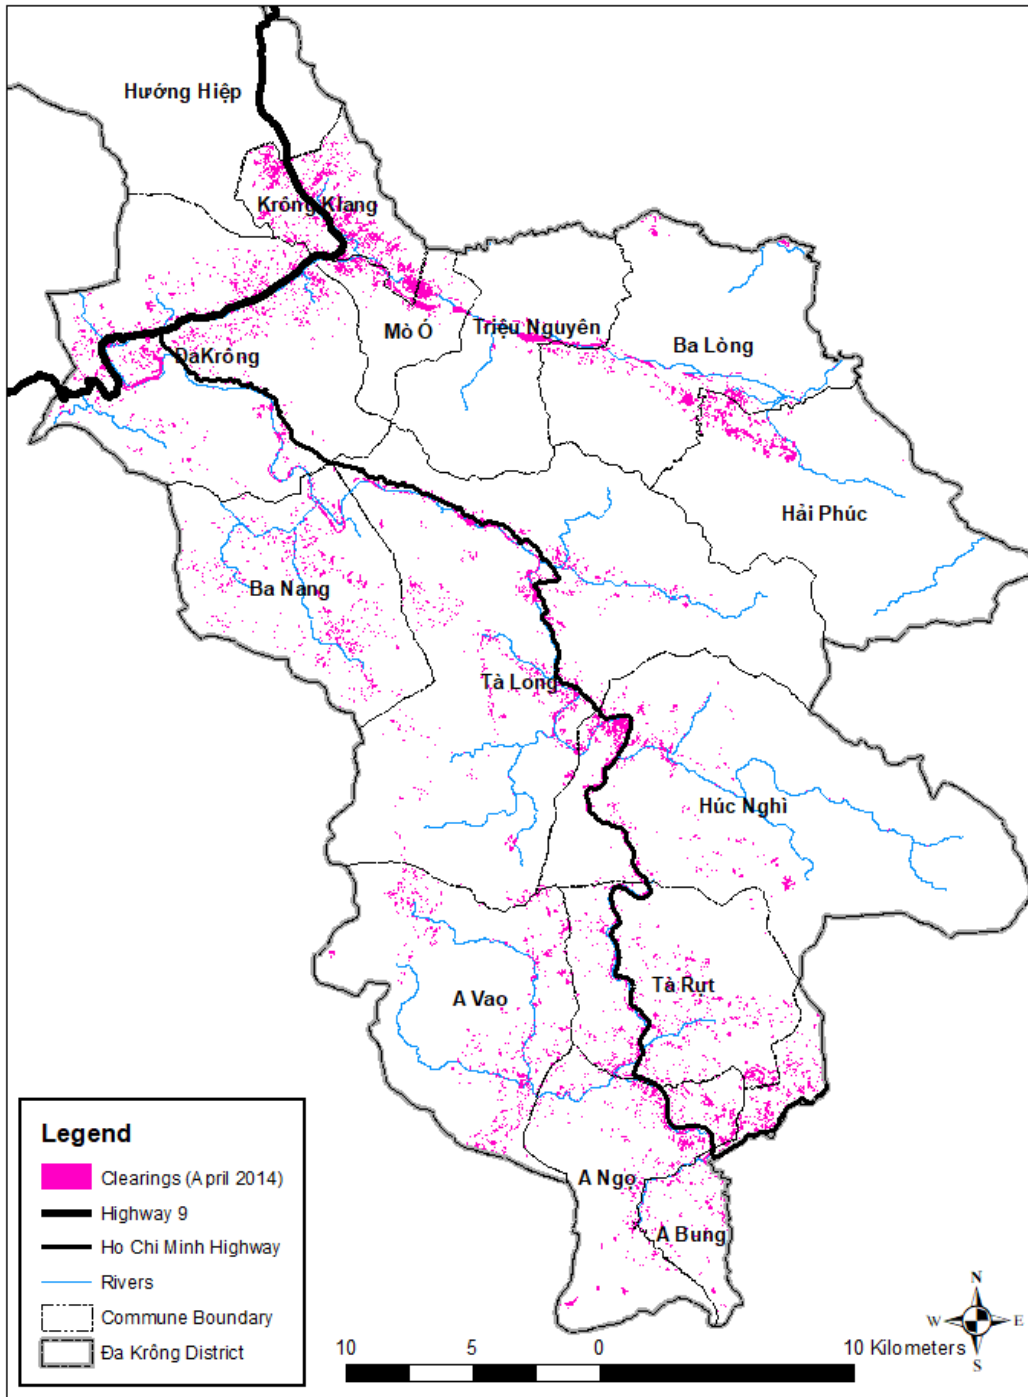 Hướng Hiệp
Krông Klang
Mò Ó
Triệu Nguyên
Ba Lòng
ĐaKrông
Hải Phúc
Ba Nang
Tà Long
Húc Nghì
Tà Rụt
A Vao
A Ngo
A Bung
Legend
Clearings (April 2014)
Highway 9
Ho Chi Minh Highway
Rivers
Commune Boundary
Đa Krông District
N
W E
S
10 5 0 10 Kilometers